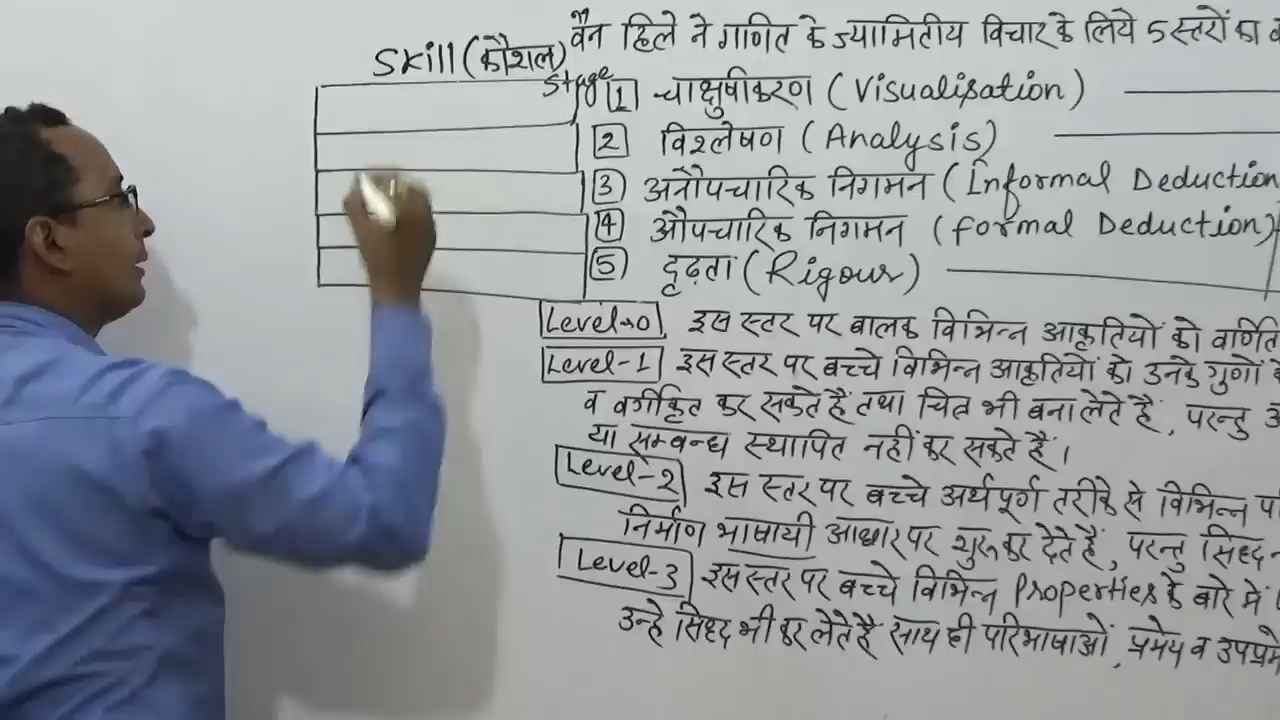 वैन हिले ने गणित के ज्यामितीय विचार के लिये 5 स्तरों का
Skill (कौशल)
Stage
1 चाक्षुषीकरण (Visualisation)
2 विश्लेषण (Analysis)
3 अनौपचारिक निगमन (Informal Deduction
4 औपचारिक निगमन (formal Deduction)
5 दृढ़ता (Rigour)
Level→0 इस स्तर पर बालक विभिन्न आकृतियों को वर्णित
Level-1 इस स्तर पर बच्चे विभिन्न आकृतियों को उनके गुणों
व वर्गीकृत कर सकते हैं तथा चित्र भी बना लेते हैं, परन्तु
या सम्बन्ध स्थापित नहीं कर सकते हैं।
Level-2 इस स्तर पर बच्चे अर्थपूर्ण तरीके से विभिन्न
निर्माण भाषायी आधार पर शुरू कर देते हैं, परन्तु सिध्द
Level-3 इस स्तर पर बच्चे विभिन्न Properties के बारे में
उन्हे सिध्द भी कर लेते हैं साथ ही परिभाषाओं, प्रमेय व उपप्रमे